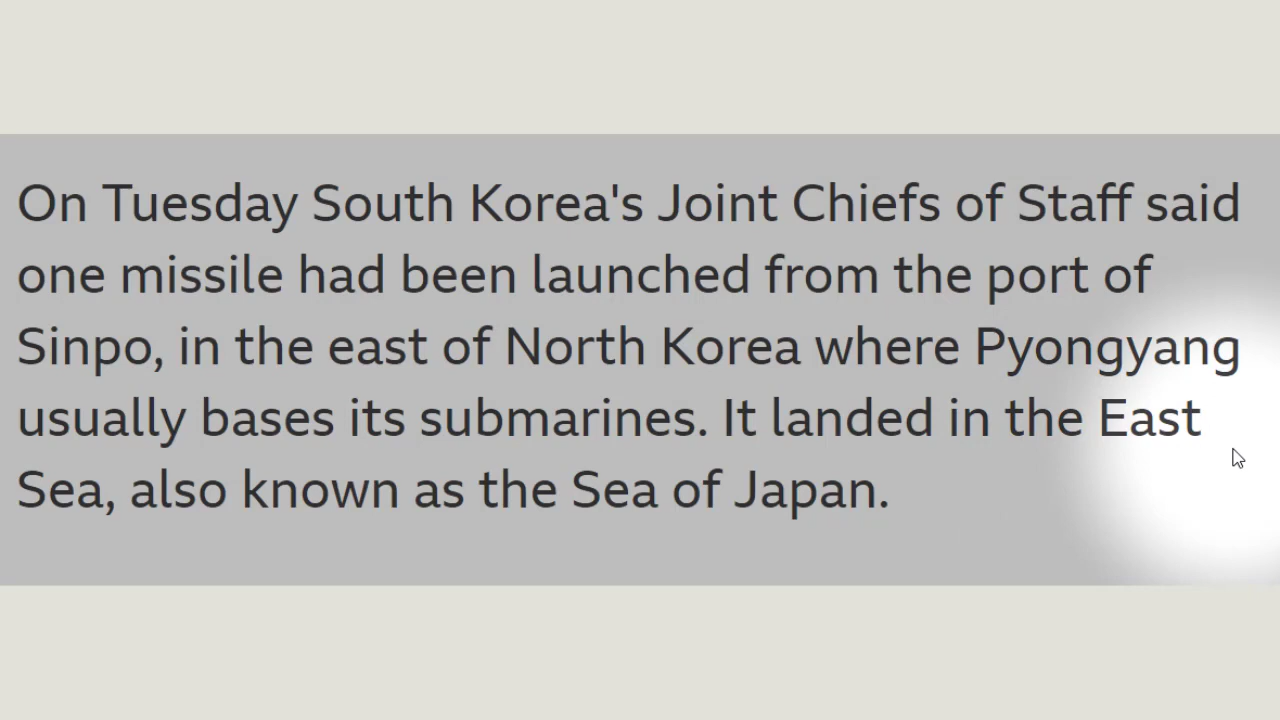 On Tuesday South Korea's Joint Chiefs of Staff said
one missile had been launched from the port of
Sinpo, in the east of North Korea where Pyongyang
usually bases its submarines. It landed in the East
Sea, also known as the Sea of Japan.